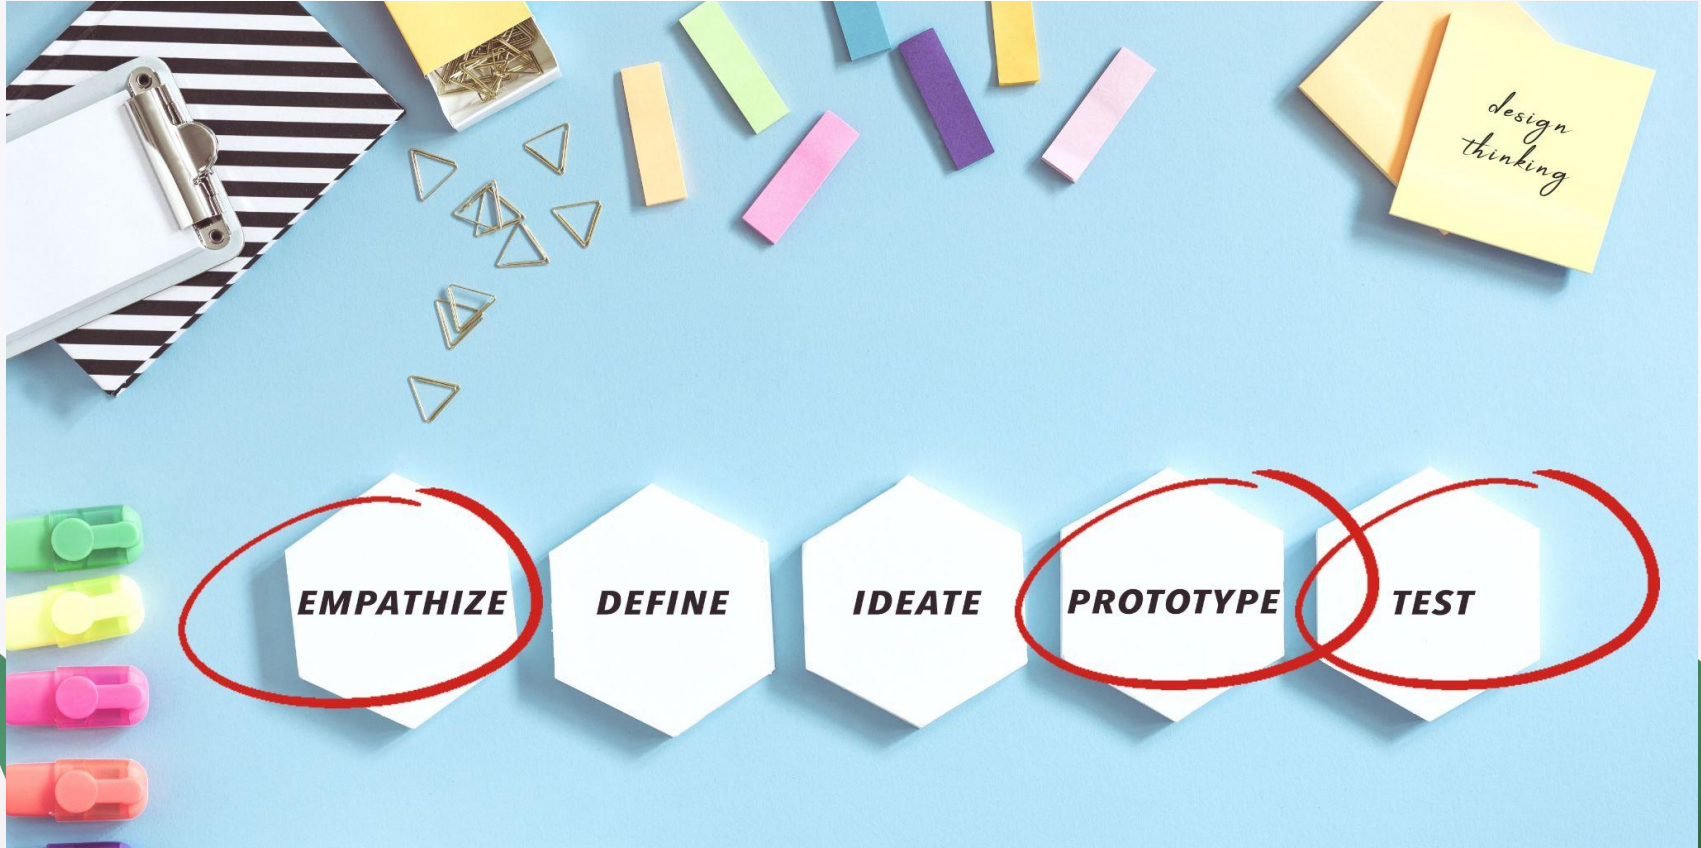 design
thinking
EMPATHIZE
DEFINE
IDEATE
PROTOTYPE
TEST